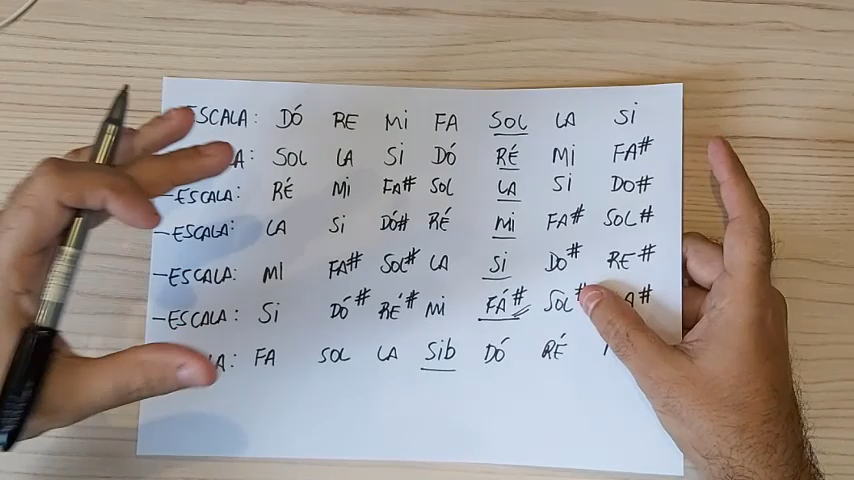 ESCALA: DÓ RE Mi FA SOL LA Si
A: SOL LA Si DÓ RÉ Mi FA#
-ESCALA: RÉ Mi FA# SOL LA Si DO#
-ESCALA: LA Si DÓ# RÉ mi FA# SOL#
-ESCALA: MI FA# SOL# LA Si DO# RE#
-ESCALA: Si DÓ# RÉ# Mi FÁ# SOL# A#
LA: FA SOL LA Sib DÓ RÉ